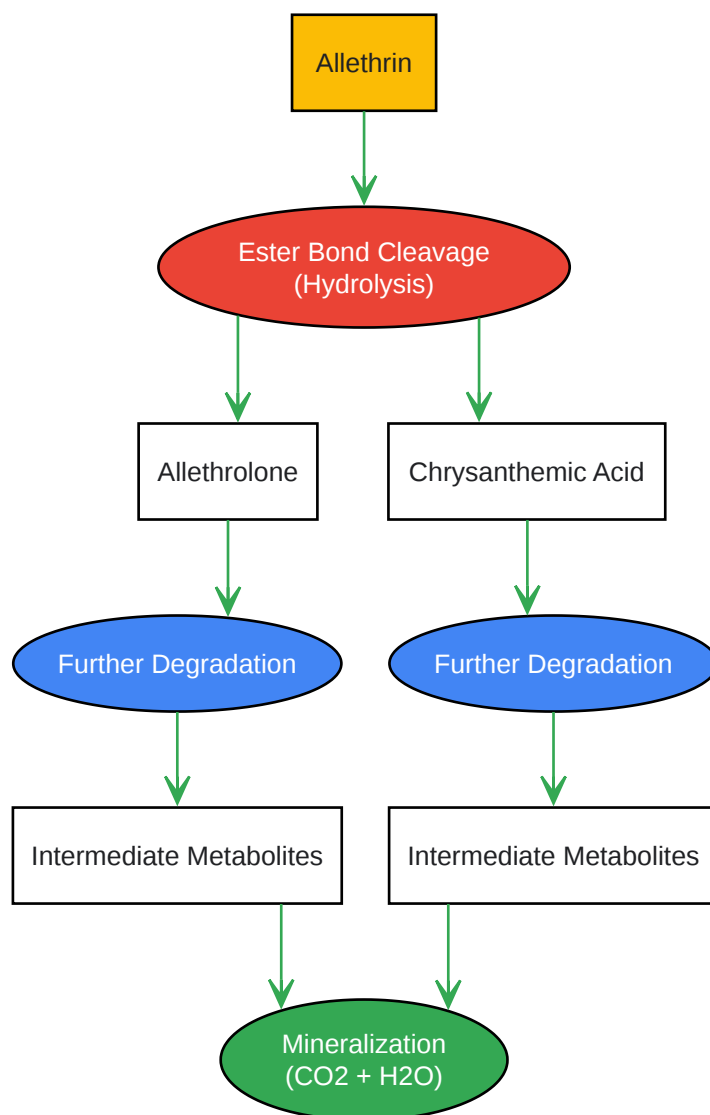 Allethrin
Ester Bond Cleavage
(Hydrolysis)
Allethrolone
Chrysanthemic Acid
Further Degradation
Further Degradation
Intermediate Metabolites
Intermediate Metabolites
Mineralization
(CO2 + H2O)